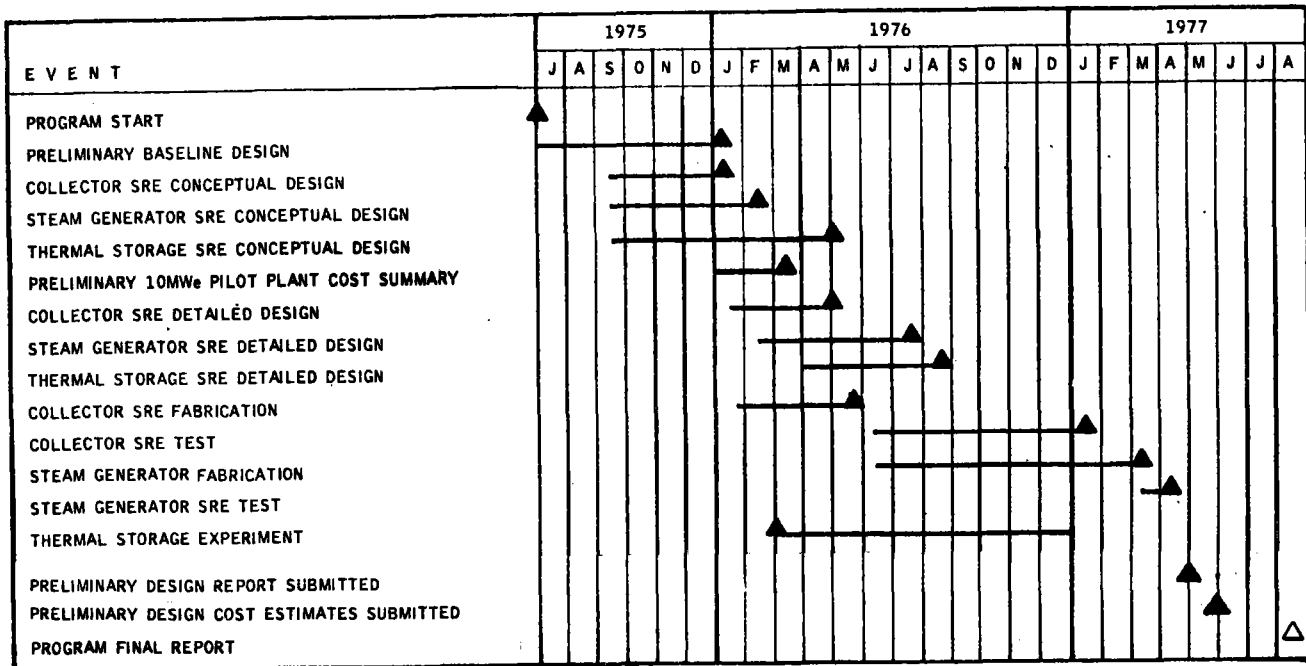 1975 1976 1977
EVENT J A S O N D J F M A M J J A S O N D J F M A M J J A
PROGRAM START
PRELIMINARY BASELINE DESIGN
COLLECTOR SRE CONCEPTUAL DESIGN
STEAM GENERATOR SRE CONCEPTUAL DESIGN
THERMAL STORAGE SRE CONCEPTUAL DESIGN
PRELIMINARY 10MWe PILOT PLANT COST SUMMARY
COLLECTOR SRE DETAILED DESIGN
STEAM GENERATOR SRE DETAILED DESIGN
THERMAL STORAGE SRE DETAILED DESIGN
COLLECTOR SRE FABRICATION
COLLECTOR SRE TEST
STEAM GENERATOR FABRICATION
STEAM GENERATOR SRE TEST
THERMAL STORAGE EXPERIMENT
PRELIMINARY DESIGN REPORT SUBMITTED
PRELIMINARY DESIGN COST ESTIMATES SUBMITTED
PROGRAM FINAL REPORT